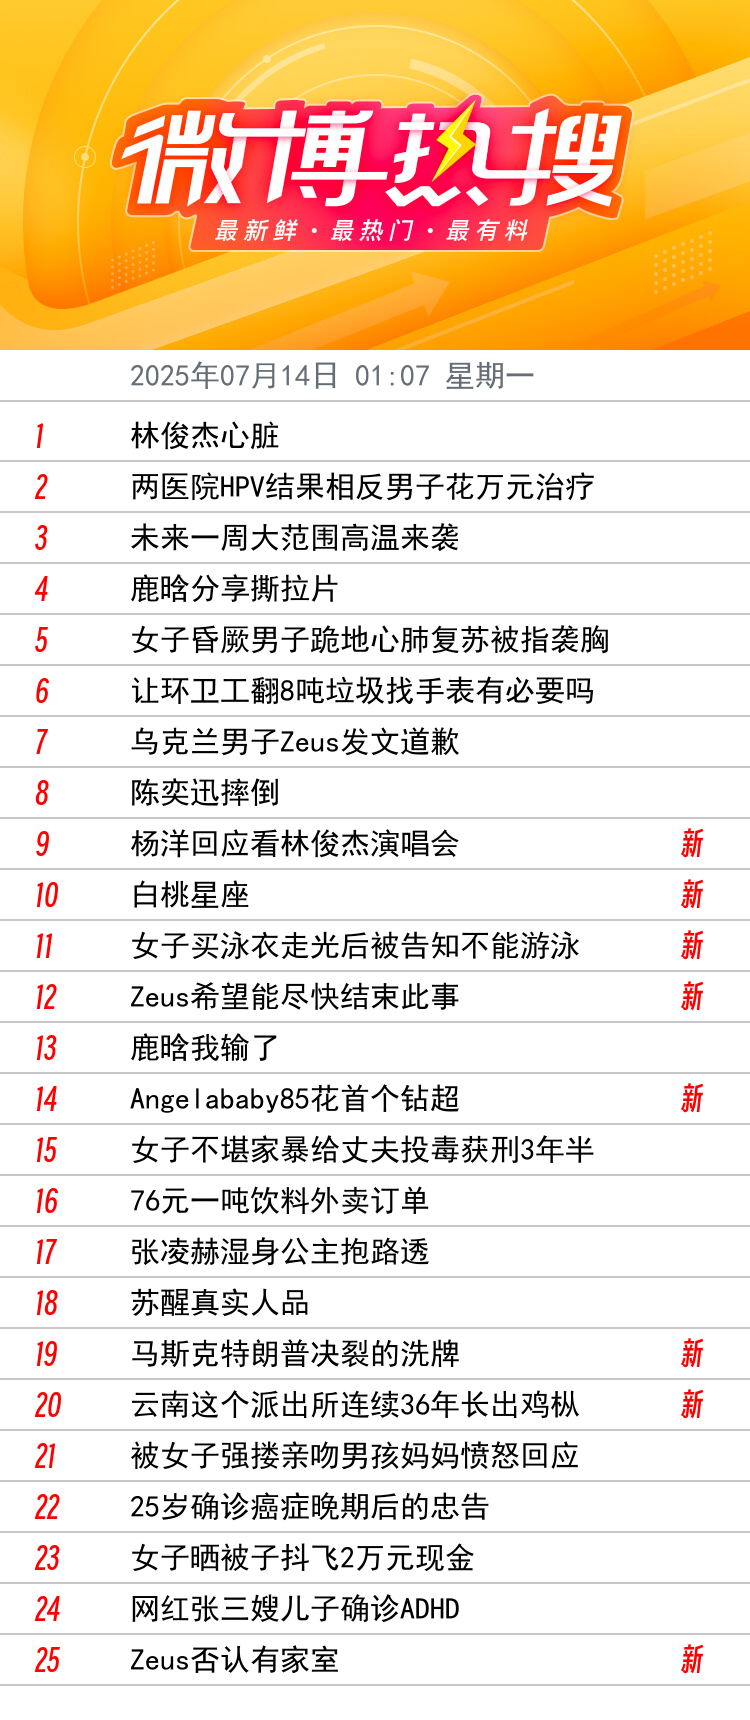 微博热搜
最新鲜·最热门·最有料
2025年07月14日 01:07 星期一
1 林俊杰心脏
2 两医院HPV结果相反男子花万元治疗
3 未来一周大范围高温来袭
4 鹿晗分享撕拉片
5 女子昏厥男子跪地心肺复苏被指袭胸
6 让环卫工翻8吨垃圾找手表有必要吗
7 乌克兰男子Zeus发文道歉
8 陈奕迅摔倒
9 杨洋回应看林俊杰演唱会 新
10 白桃星座 新
11 女子买泳衣走光后被告知不能游泳 新
12 Zeus希望能尽快结束此事 新
13 鹿晗我输了
14 Angelababy85花首个钻超 新
15 女子不堪家暴给丈夫投毒获刑3年半
16 76元一吨饮料外卖订单
17 张凌赫湿身公主抱路透
18 苏醒真实人品
19 马斯克特朗普决裂的洗牌 新
20 云南这个派出所连续36年长出鸡枞 新
21 被女子强搂亲吻男孩妈妈愤怒回应
22 25岁确诊癌症晚期后的忠告
23 女子晒被子抖飞2万元现金
24 网红张三嫂儿子确诊ADHD
25 Zeus否认有家室 新